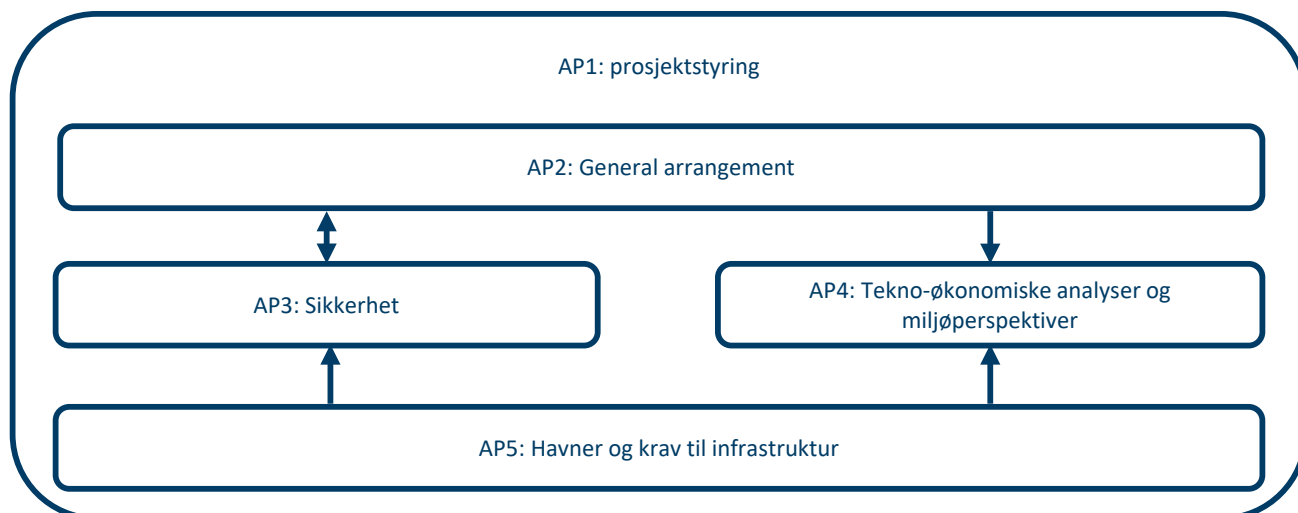 AP1: prosjektstyring
AP2: General arrangement
AP3: Sikkerhet
AP4: Tekno-økonomiske analyser og
miljøperspektiver
AP5: Havner og krav til infrastruktur